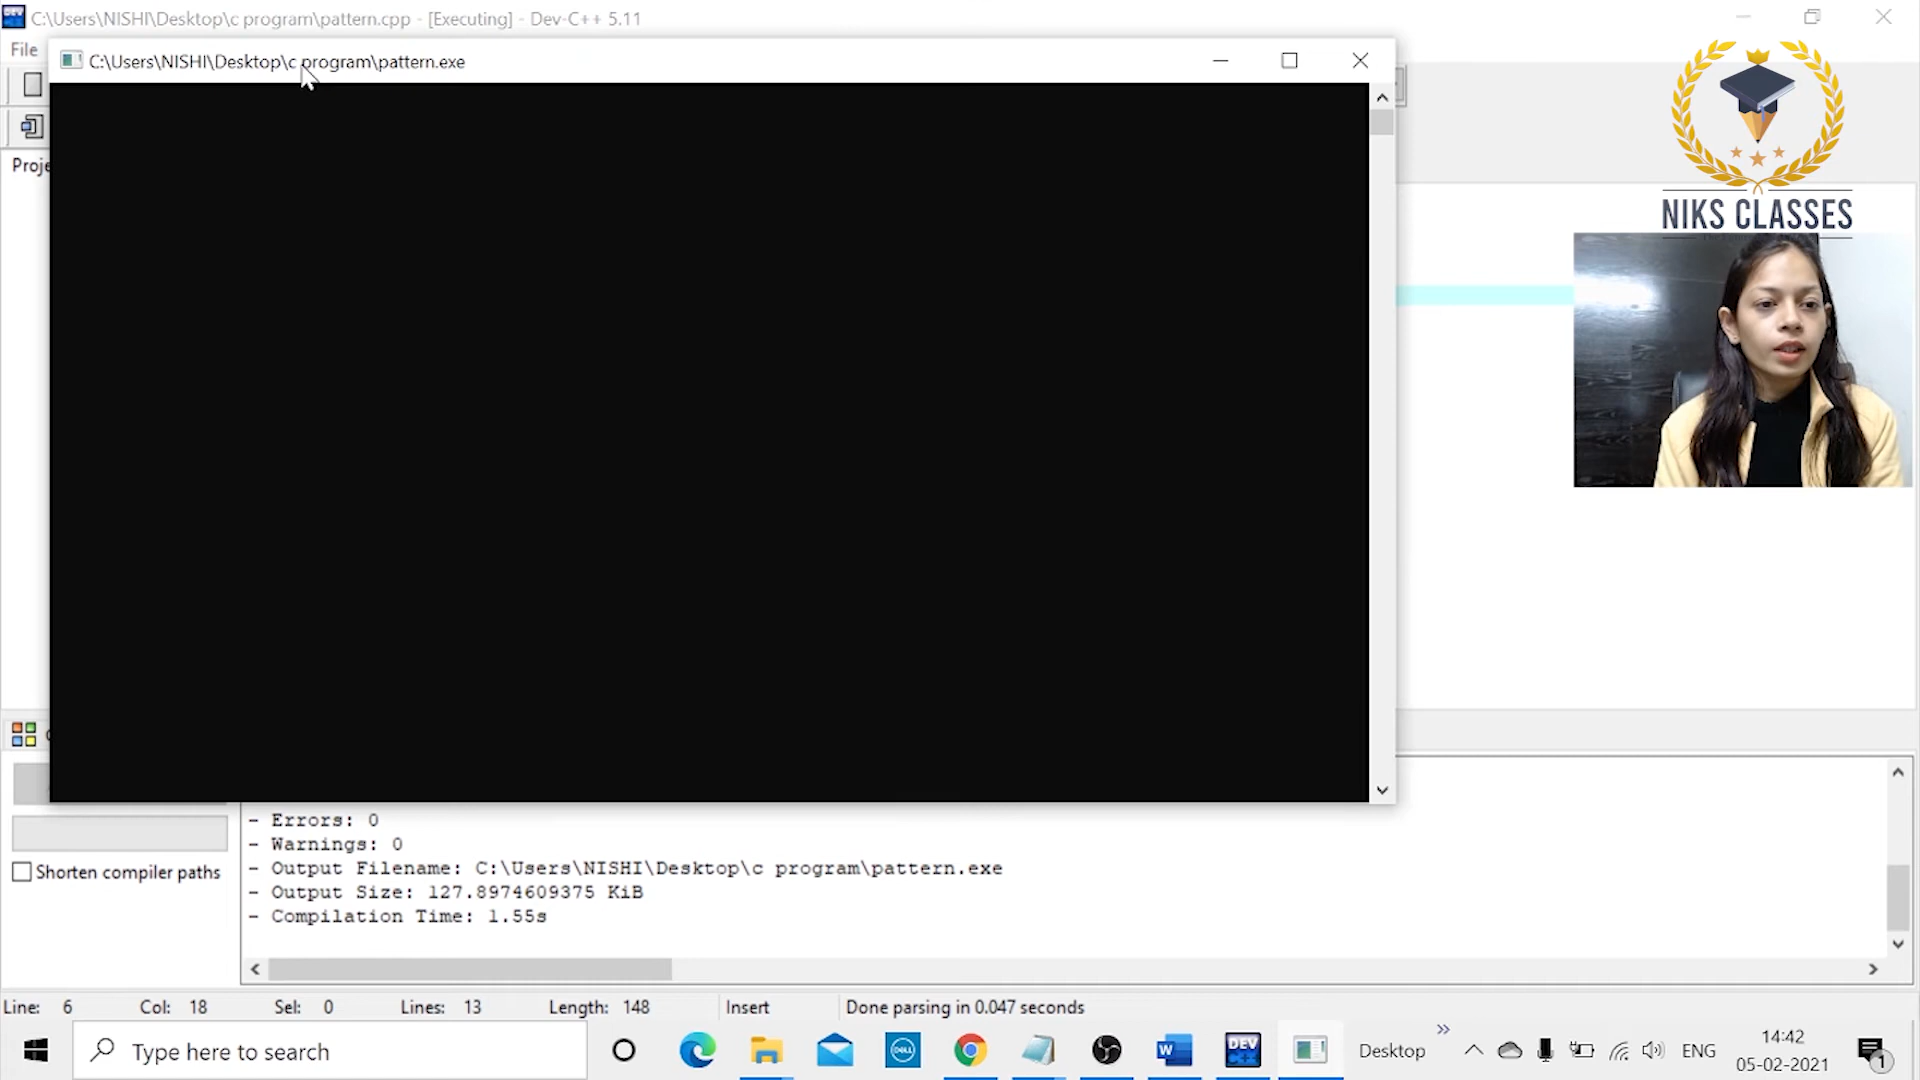 C:\Users\NISHI\Desktop\c program\pattern.cpp - [Executing] - Dev-C++ 5.11
File
C:\Users\NISHI\Desktop\c program\pattern.exe
NIKS CLASSES
- Errors: 0
- Warnings: 0
- Output Filename: C:\Users\NISHI\Desktop\c program\pattern.exe
- Output Size: 127.8974609375 KiB
- Compilation Time: 1.55s
Shorten compiler paths
Line: 6 Col: 18 Sel: 0 Lines: 13 Length: 148 Insert Done parsing in 0.047 seconds
Type here to search
DELL
W
DEV C++
Desktop
ENG
14:42
05-02-2021
1